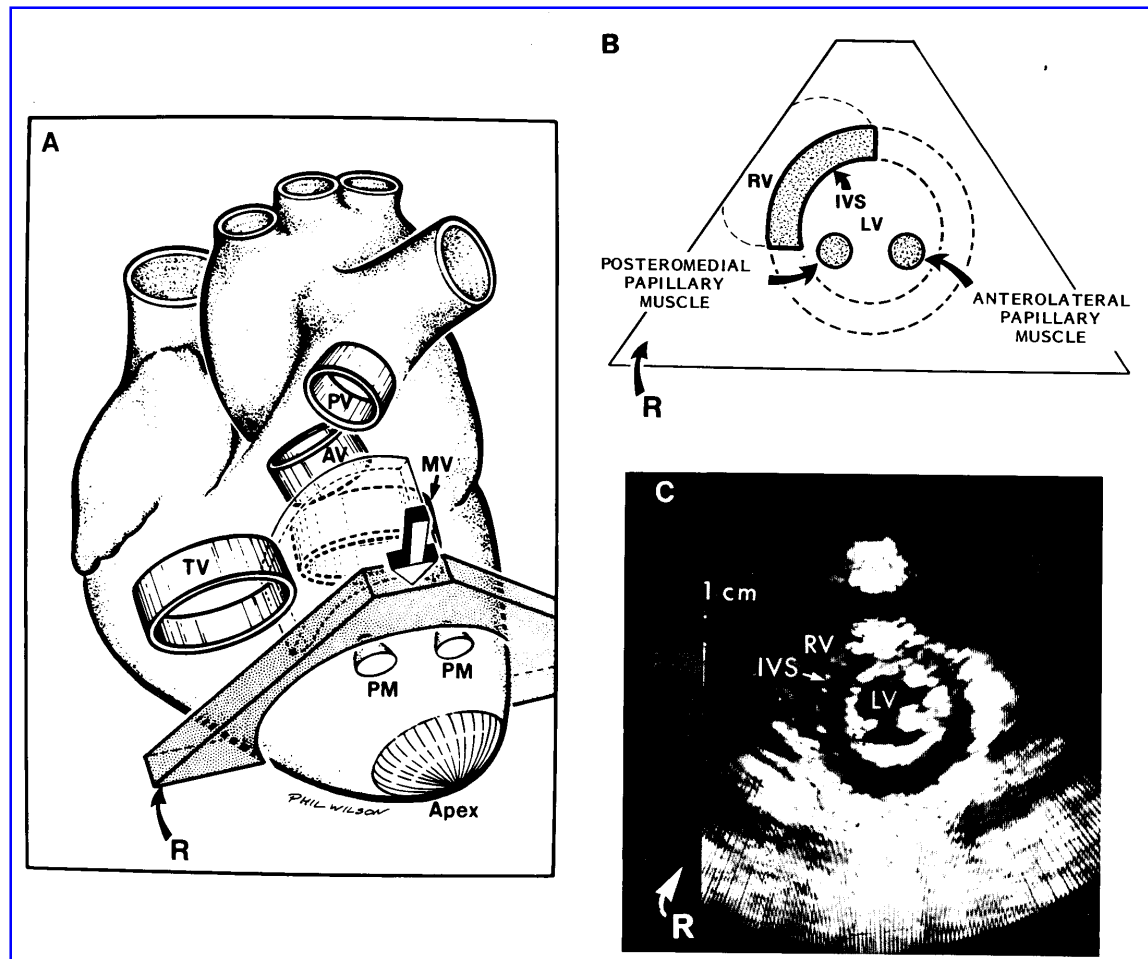 A
PV
AV
MV
TV
PM
PM
PHIL WILSON
Apex
R
B
RV
IVS
LV
POSTEROMEDIAL
PAPILLARY
MUSCLE
ANTEROLATERAL
PAPILLARY
MUSCLE
R
C
1 cm
RV
IVS
LV
R